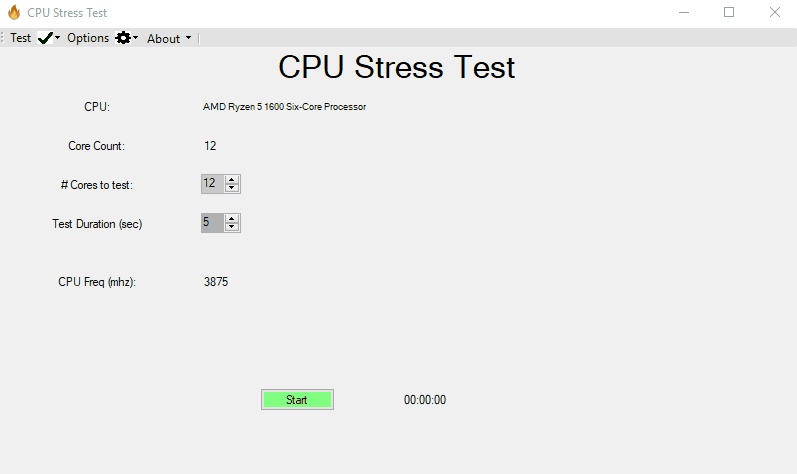 CPU Stress Test
Test Options About
CPU Stress Test
CPU: AMD Ryzen 5 1600 Six-Core Processor
Core Count: 12
# Cores to test: 12
Test Duration (sec) 5
CPU Freq (mhz): 3875
Start 00:00:00